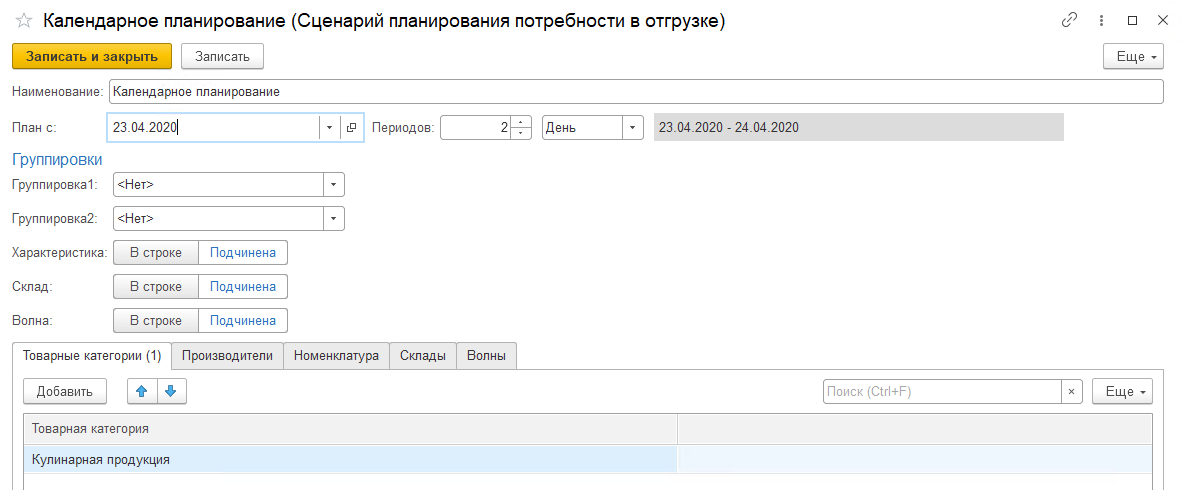 Календарное планирование (Сценарий планирования потребности в отгрузке)
Записать и закрыть Записать Еще
Наименование: Календарное планирование
План с: 23.04.2020 Периодов: 2 День 23.04.2020 - 24.04.2020
Группировки
Группировка1: <Нет>
Группировка2: <Нет>
Характеристика: В строке Подчинена
Склад: В строке Подчинена
Волна: В строке Подчинена
Товарные категории (1) Производители Номенклатура Склады Волны
Добавить Поиск (Ctrl+F) × Еще
Товарная категория
Кулинарная продукция